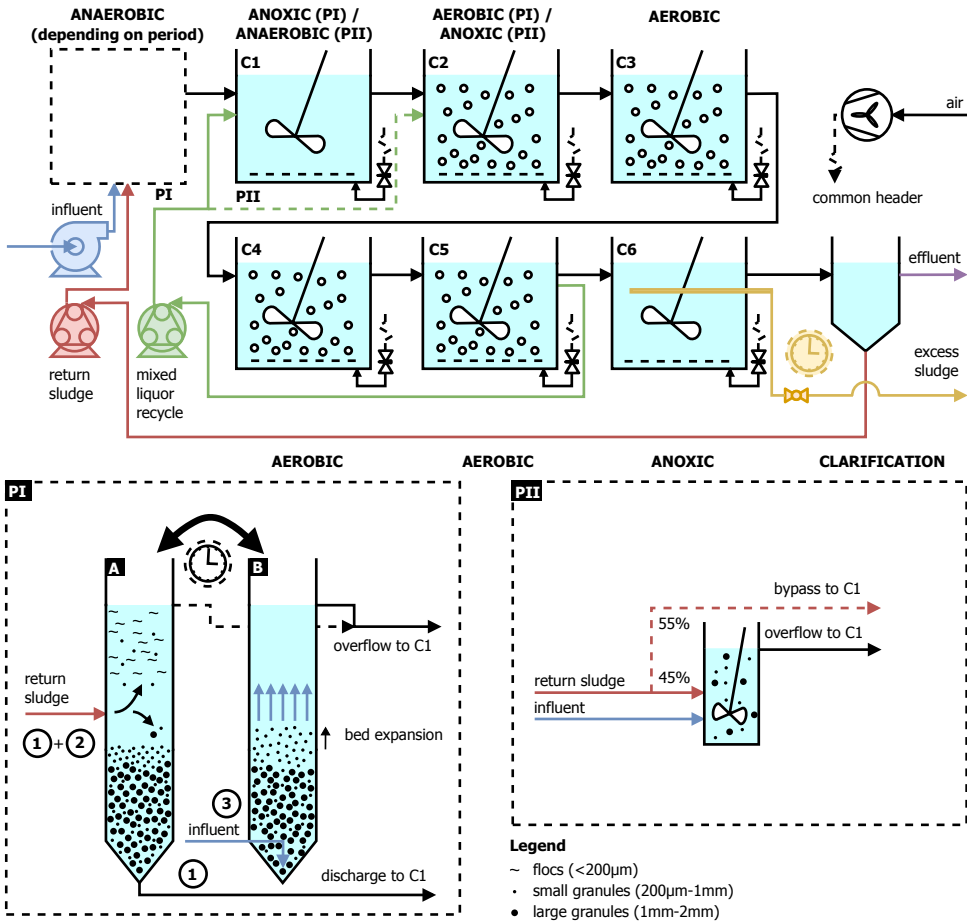 ANAEROBIC
(depending on period)
ANOXIC (PI) /
ANAEROBIC (PII)
AEROBIC (PI) /
ANOXIC (PII)
AEROBIC
C1
C2
C3
air
common header
PI
PII
influent
C4
C5
C6
effluent
return
sludge
mixed
liquor
recycle
excess
sludge
AEROBIC
AEROBIC
ANOXIC
CLARIFICATION
PI
A
B
overflow to C1
return
sludge
1 + 2
bed expansion
3
influent
1
discharge to C1
PII
bypass to C1
55%
overflow to C1
return sludge
45%
influent
Legend
~ flocs (<200μm)
· small granules (200μm-1mm)
● large granules (1mm-2mm)